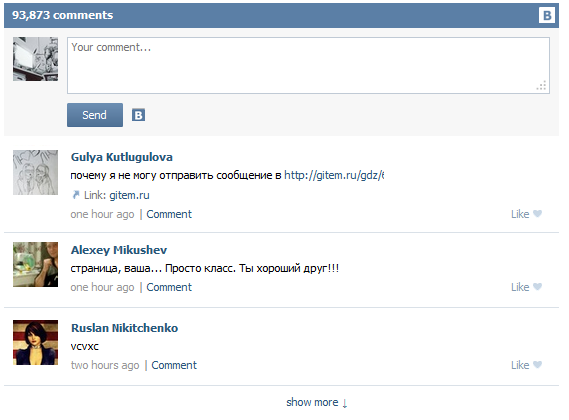 93,873 comments
B
Your comment...
Send
B
Gulya Kutlugulova
почему я не могу отправить сообщение в http://gitem.ru/gdz/6
Link: gitem.ru
one hour ago | Comment
Like
Alexey Mikushev
страница, ваша... Просто класс. Ты хороший друг!!!
one hour ago | Comment
Like
Ruslan Nikitchenko
vcvxc
two hours ago | Comment
Like
show more ↓